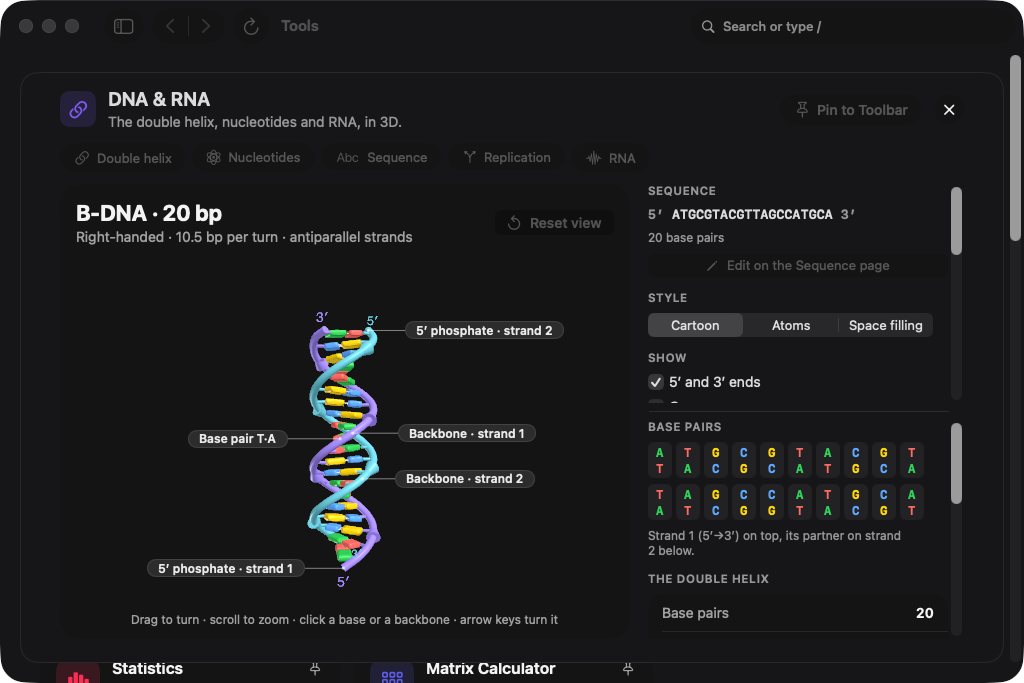 Tools
Search or type /
DNA & RNA
The double helix, nucleotides and RNA, in 3D.
Pin to Toolbar
Double helix
Nucleotides
Abc Sequence
Replication
RNA
B-DNA · 20 bp
Right-handed · 10.5 bp per turn · antiparallel strands
Reset view
3′
5′
5′ phosphate · strand 2
Base pair T·A
Backbone · strand 1
Backbone · strand 2
5′ phosphate · strand 1
3′
5′
Drag to turn · scroll to zoom · click a base or a backbone · arrow keys turn it
SEQUENCE
5′ ATGCGTACGTTAGCCATGCA 3′
20 base pairs
Edit on the Sequence page
STYLE
Cartoon
Atoms
Space filling
SHOW
5′ and 3′ ends
BASE PAIRS
A T G C G T A C G T
T A C G C A T G C A
T A G C C A T G C A
A T C G G T A C G T
Strand 1 (5′→3′) on top, its partner on strand
2 below.
THE DOUBLE HELIX
Base pairs 20
Statistics
Matrix Calculator